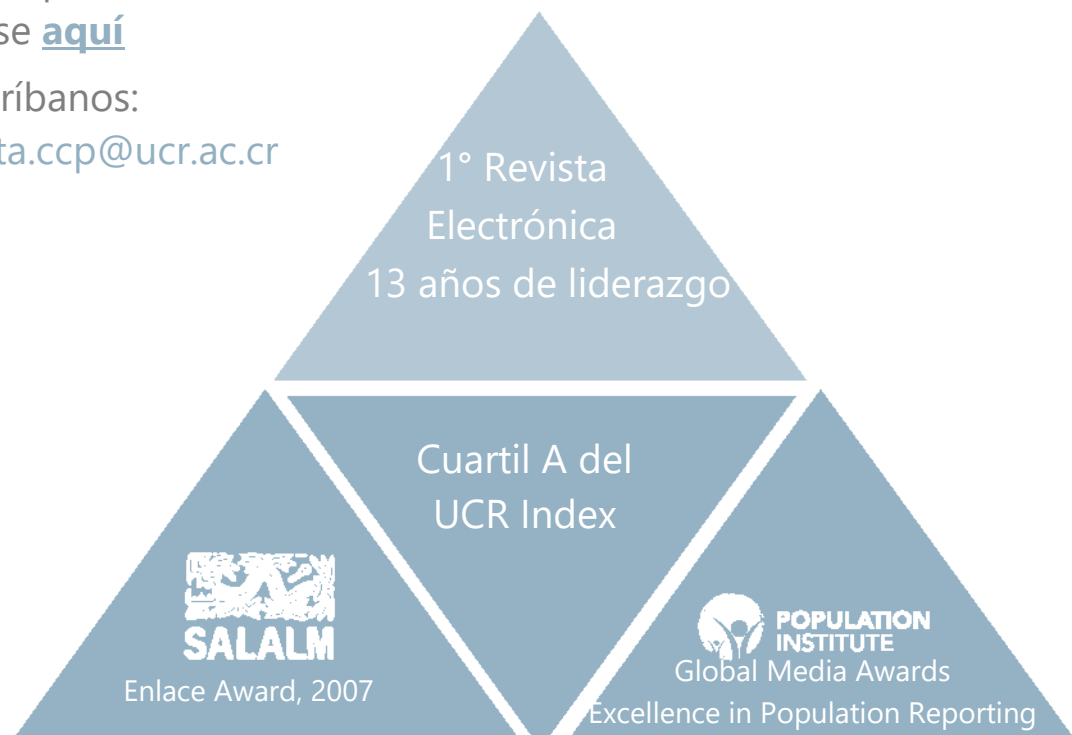 se aquí
ríbanos:
ta.ccp@ucr.ac.cr
1° Revista
Electrónica
13 años de liderazgo
Cuartil A del
UCR Index
SALALM
Enlace Award, 2007
POPULATION
INSTITUTE
Global Media Awards
Excellence in Population Reporting